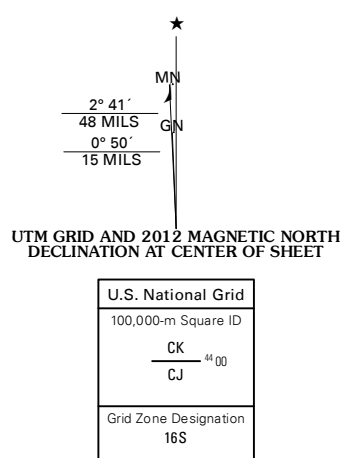 ★
MN
2° 41´
48 MILS
GN
0° 50´
15 MILS
UTM GRID AND 2012 MAGNETIC NORTH
DECLINATION AT CENTER OF SHEET
U.S. National Grid
100,000-m Square ID
CK
44 00
CJ
Grid Zone Designation
16S